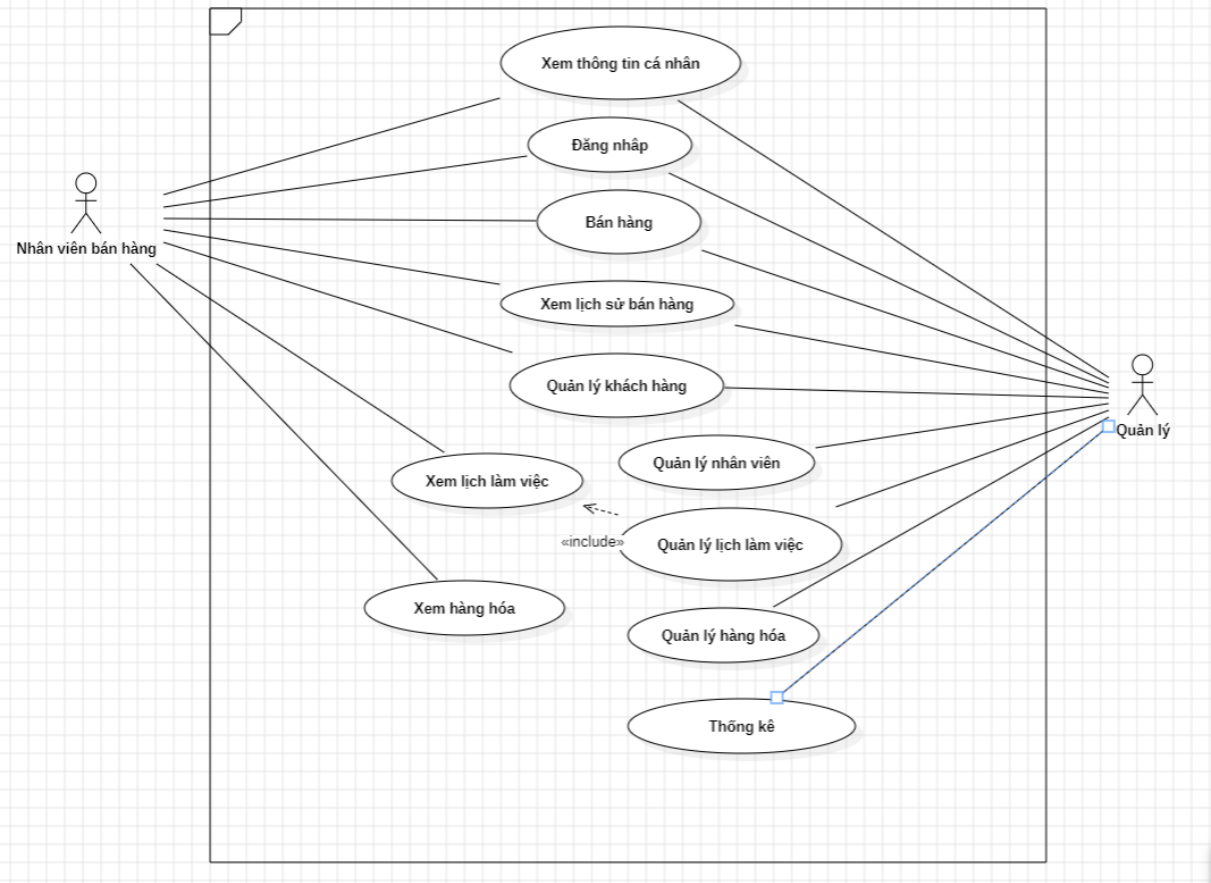 Xem thông tin cá nhân
Đăng nhâp
Nhân viên bán hàng
Bán hàng
Xem lịch sử bán hàng
Quản lý khách hàng
Quản lý
Quản lý nhân viên
Xem lịch làm việc
«include»
Quản lý lịch làm việc
Xem hàng hóa
Quản lý hàng hóa
Thống kê